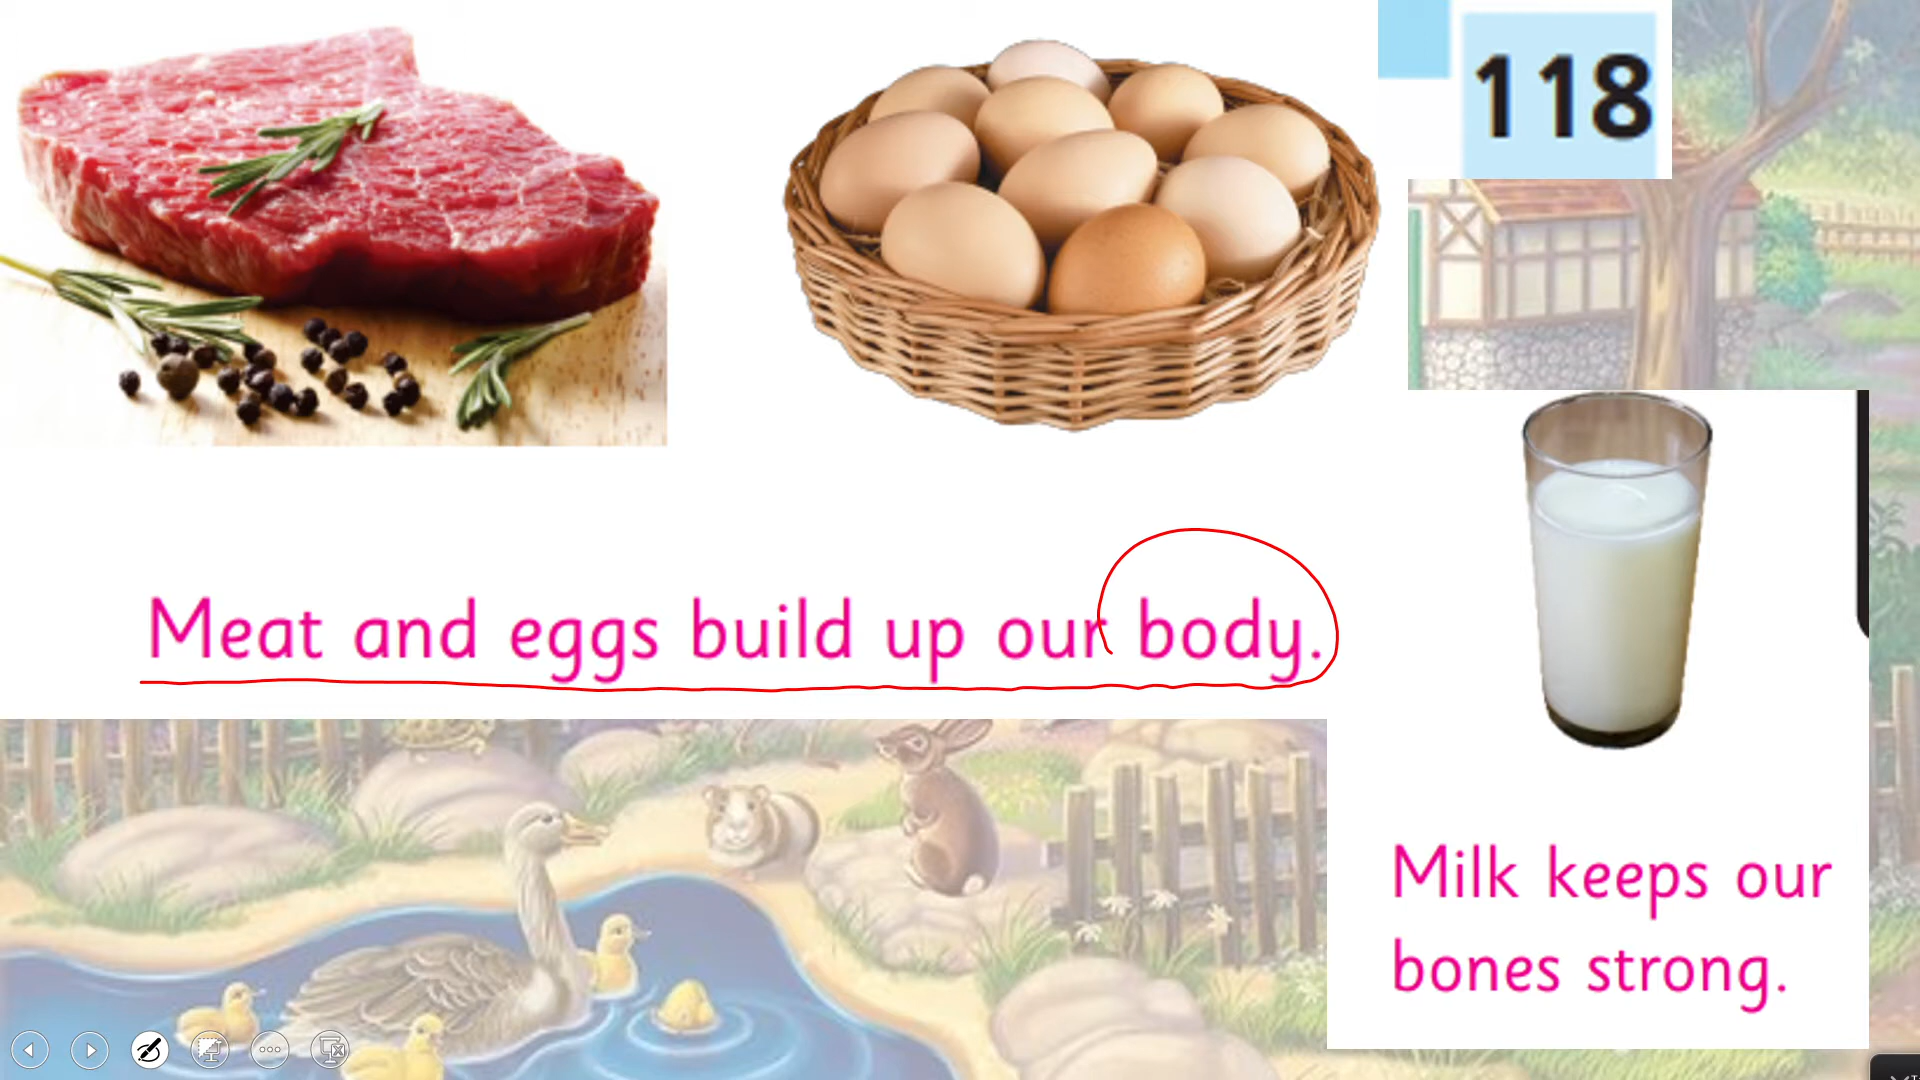 118
Meat and eggs build up our body.
Milk keeps our
bones strong.